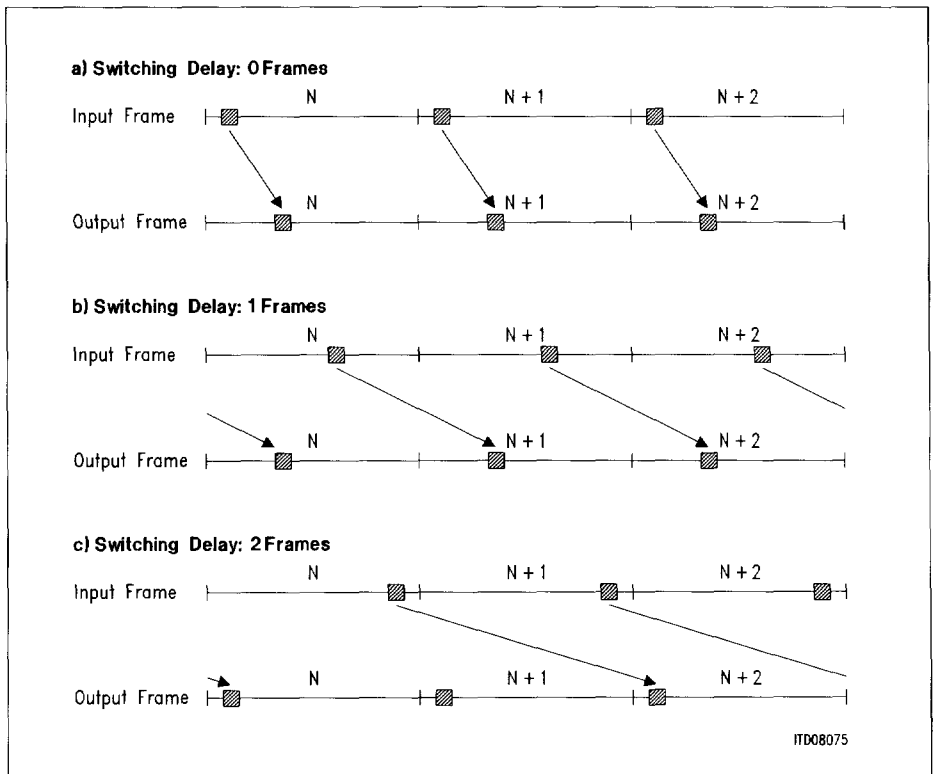 a) Switching Delay: 0 Frames
N N + 1 N + 2
Input Frame
N N + 1 N + 2
Output Frame
b) Switching Delay: 1 Frames
N N + 1 N + 2
Input Frame
N N + 1 N + 2
Output Frame
c) Switching Delay: 2 Frames
N N + 1 N + 2
Input Frame
N N + 1 N + 2
Output Frame
ITD08075